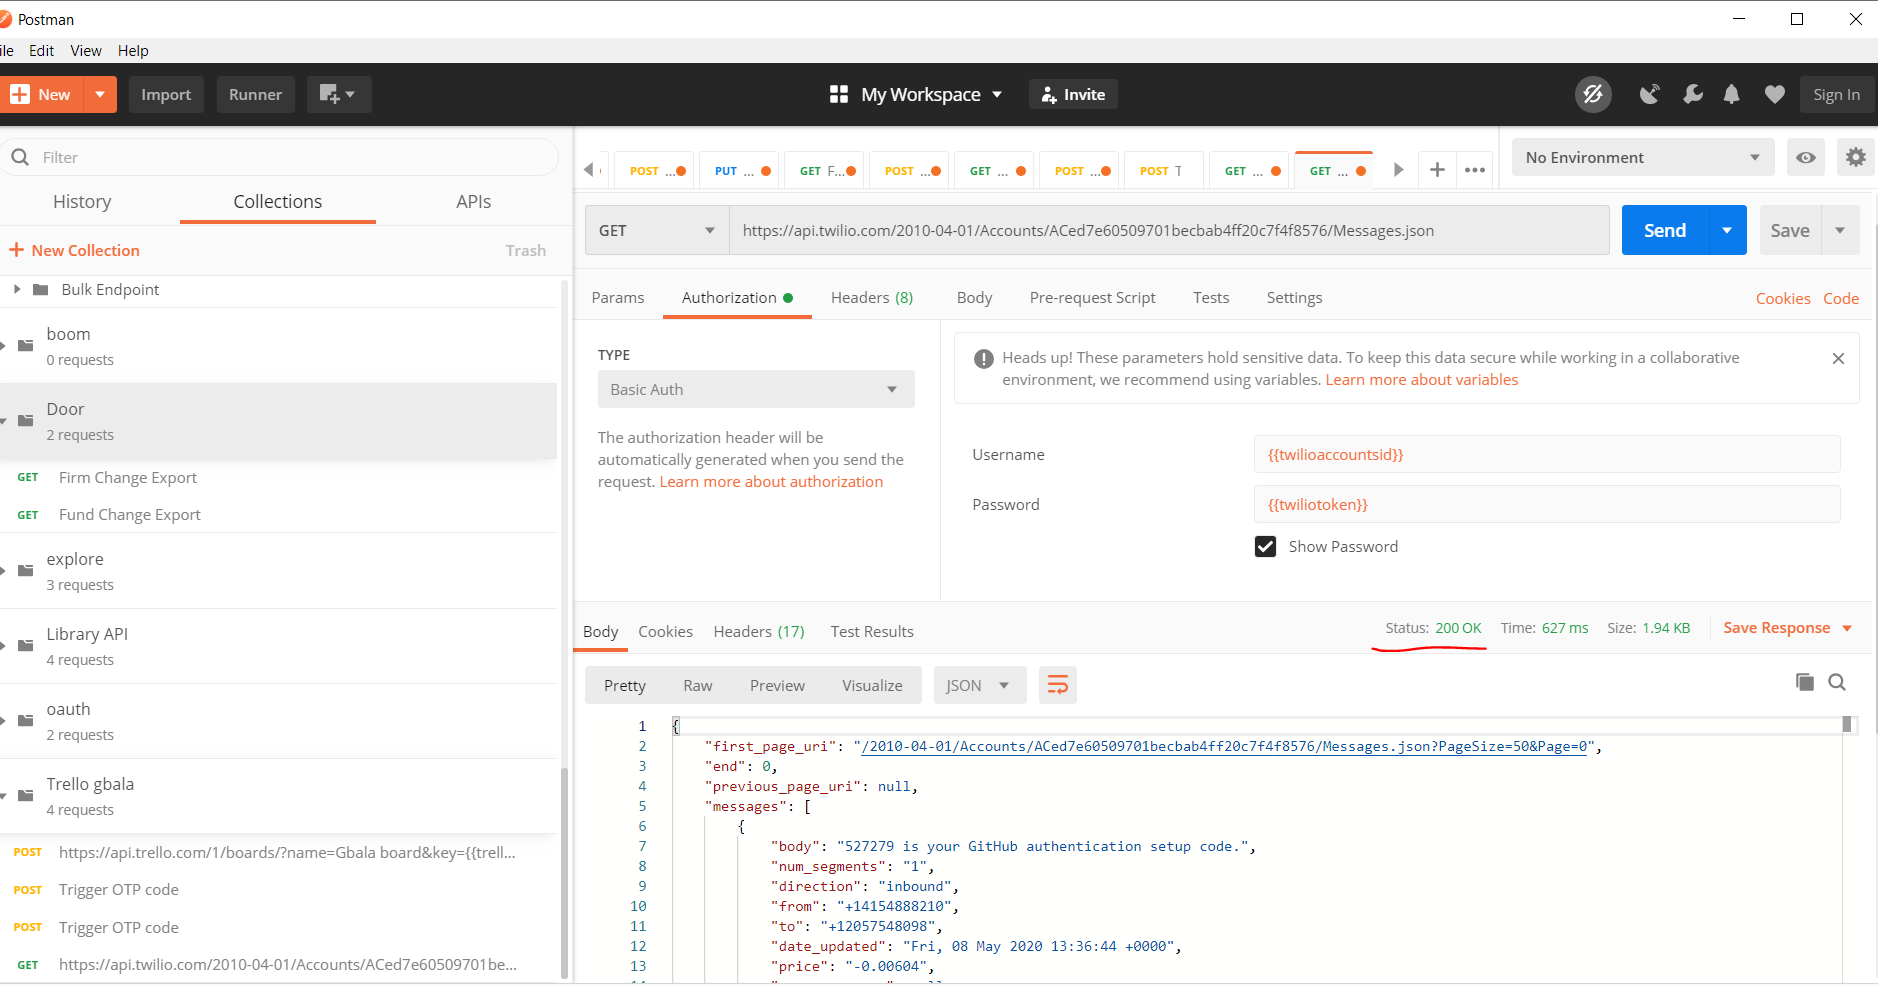 Postman
ile Edit View Help
New Import Runner My Workspace Invite Sign In
Filter
History Collections APIs
New Collection Trash
Bulk Endpoint
boom
0 requests
Door
2 requests
GET Firm Change Export
GET Fund Change Export
explore
3 requests
Library API
4 requests
oauth
2 requests
Trello gbala
4 requests
POST https://api.trello.com/1/boards/?name=Gbala board&key={{trell...
POST Trigger OTP code
POST Trigger OTP code
GET https://api.twilio.com/2010-04-01/Accounts/ACed7e60509701be...
POST ... PUT ... GET F... POST ... GET ... POST ... POST T GET ... GET ...
No Environment
GET https://api.twilio.com/2010-04-01/Accounts/ACed7e60509701becbab4ff20c7f4f8576/Messages.json Send Save
Params Authorization Headers (8) Body Pre-request Script Tests Settings Cookies Code
TYPE
Basic Auth
The authorization header will be
automatically generated when you send the
request. Learn more about authorization
Heads up! These parameters hold sensitive data. To keep this data secure while working in a collaborative
environment, we recommend using variables. Learn more about variables
Username {{twilioaccountsid}}
Password {{twiliotoken}}
Show Password
Body Cookies Headers (17) Test Results Status: 200 OK Time: 627 ms Size: 1.94 KB Save Response
Pretty Raw Preview Visualize JSON
1 {
2 "first_page_uri": "/2010-04-01/Accounts/ACed7e60509701becbab4ff20c7f4f8576/Messages.json?PageSize=50&Page=0",
3 "end": 0,
4 "previous_page_uri": null,
5 "messages": [
6 {
7 "body": "527279 is your GitHub authentication setup code.",
8 "num_segments": "1",
9 "direction": "inbound",
10 "from": "+14154888210",
11 "to": "+12057548098",
12 "date_updated": "Fri, 08 May 2020 13:36:44 +0000",
13 "price": "-0.00604",